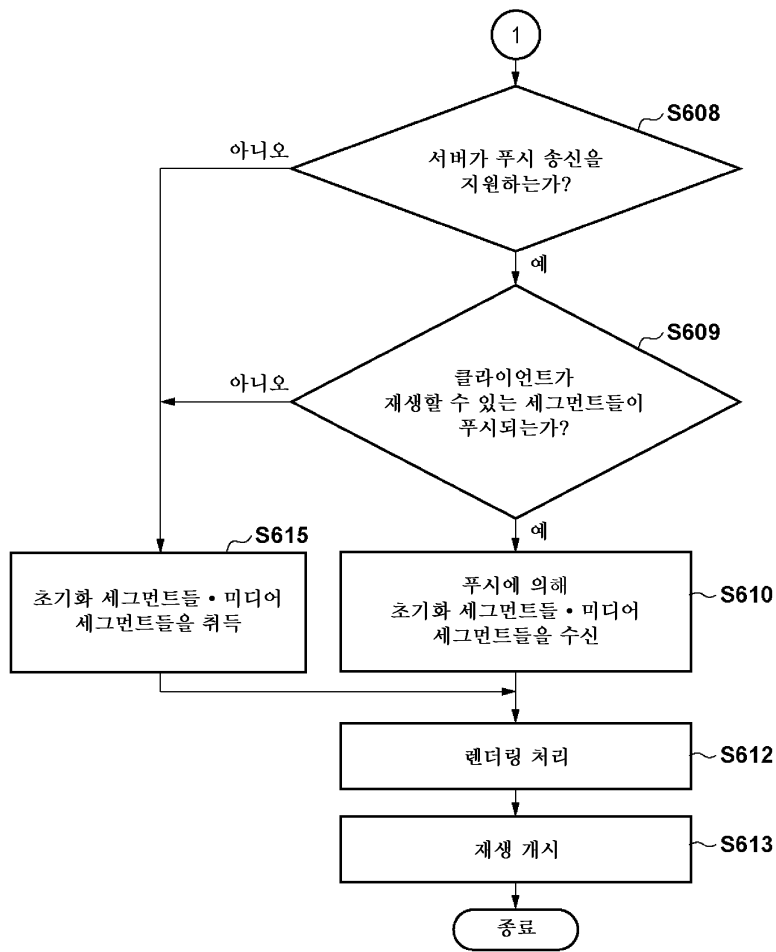 1
S608
아니오
서버가 푸시 송신을
지원하는가?
예
S609
아니오
클라이언트가
재생할 수 있는 세그먼트들이
푸시되는가?
예
S615
초기화 세그먼트들•미디어
세그먼트들을 취득
푸시에 의해
초기화 세그먼트들•미디어
세그먼트들을 수신
S610
렌더링 처리
S612
재생 개시
S613
종료